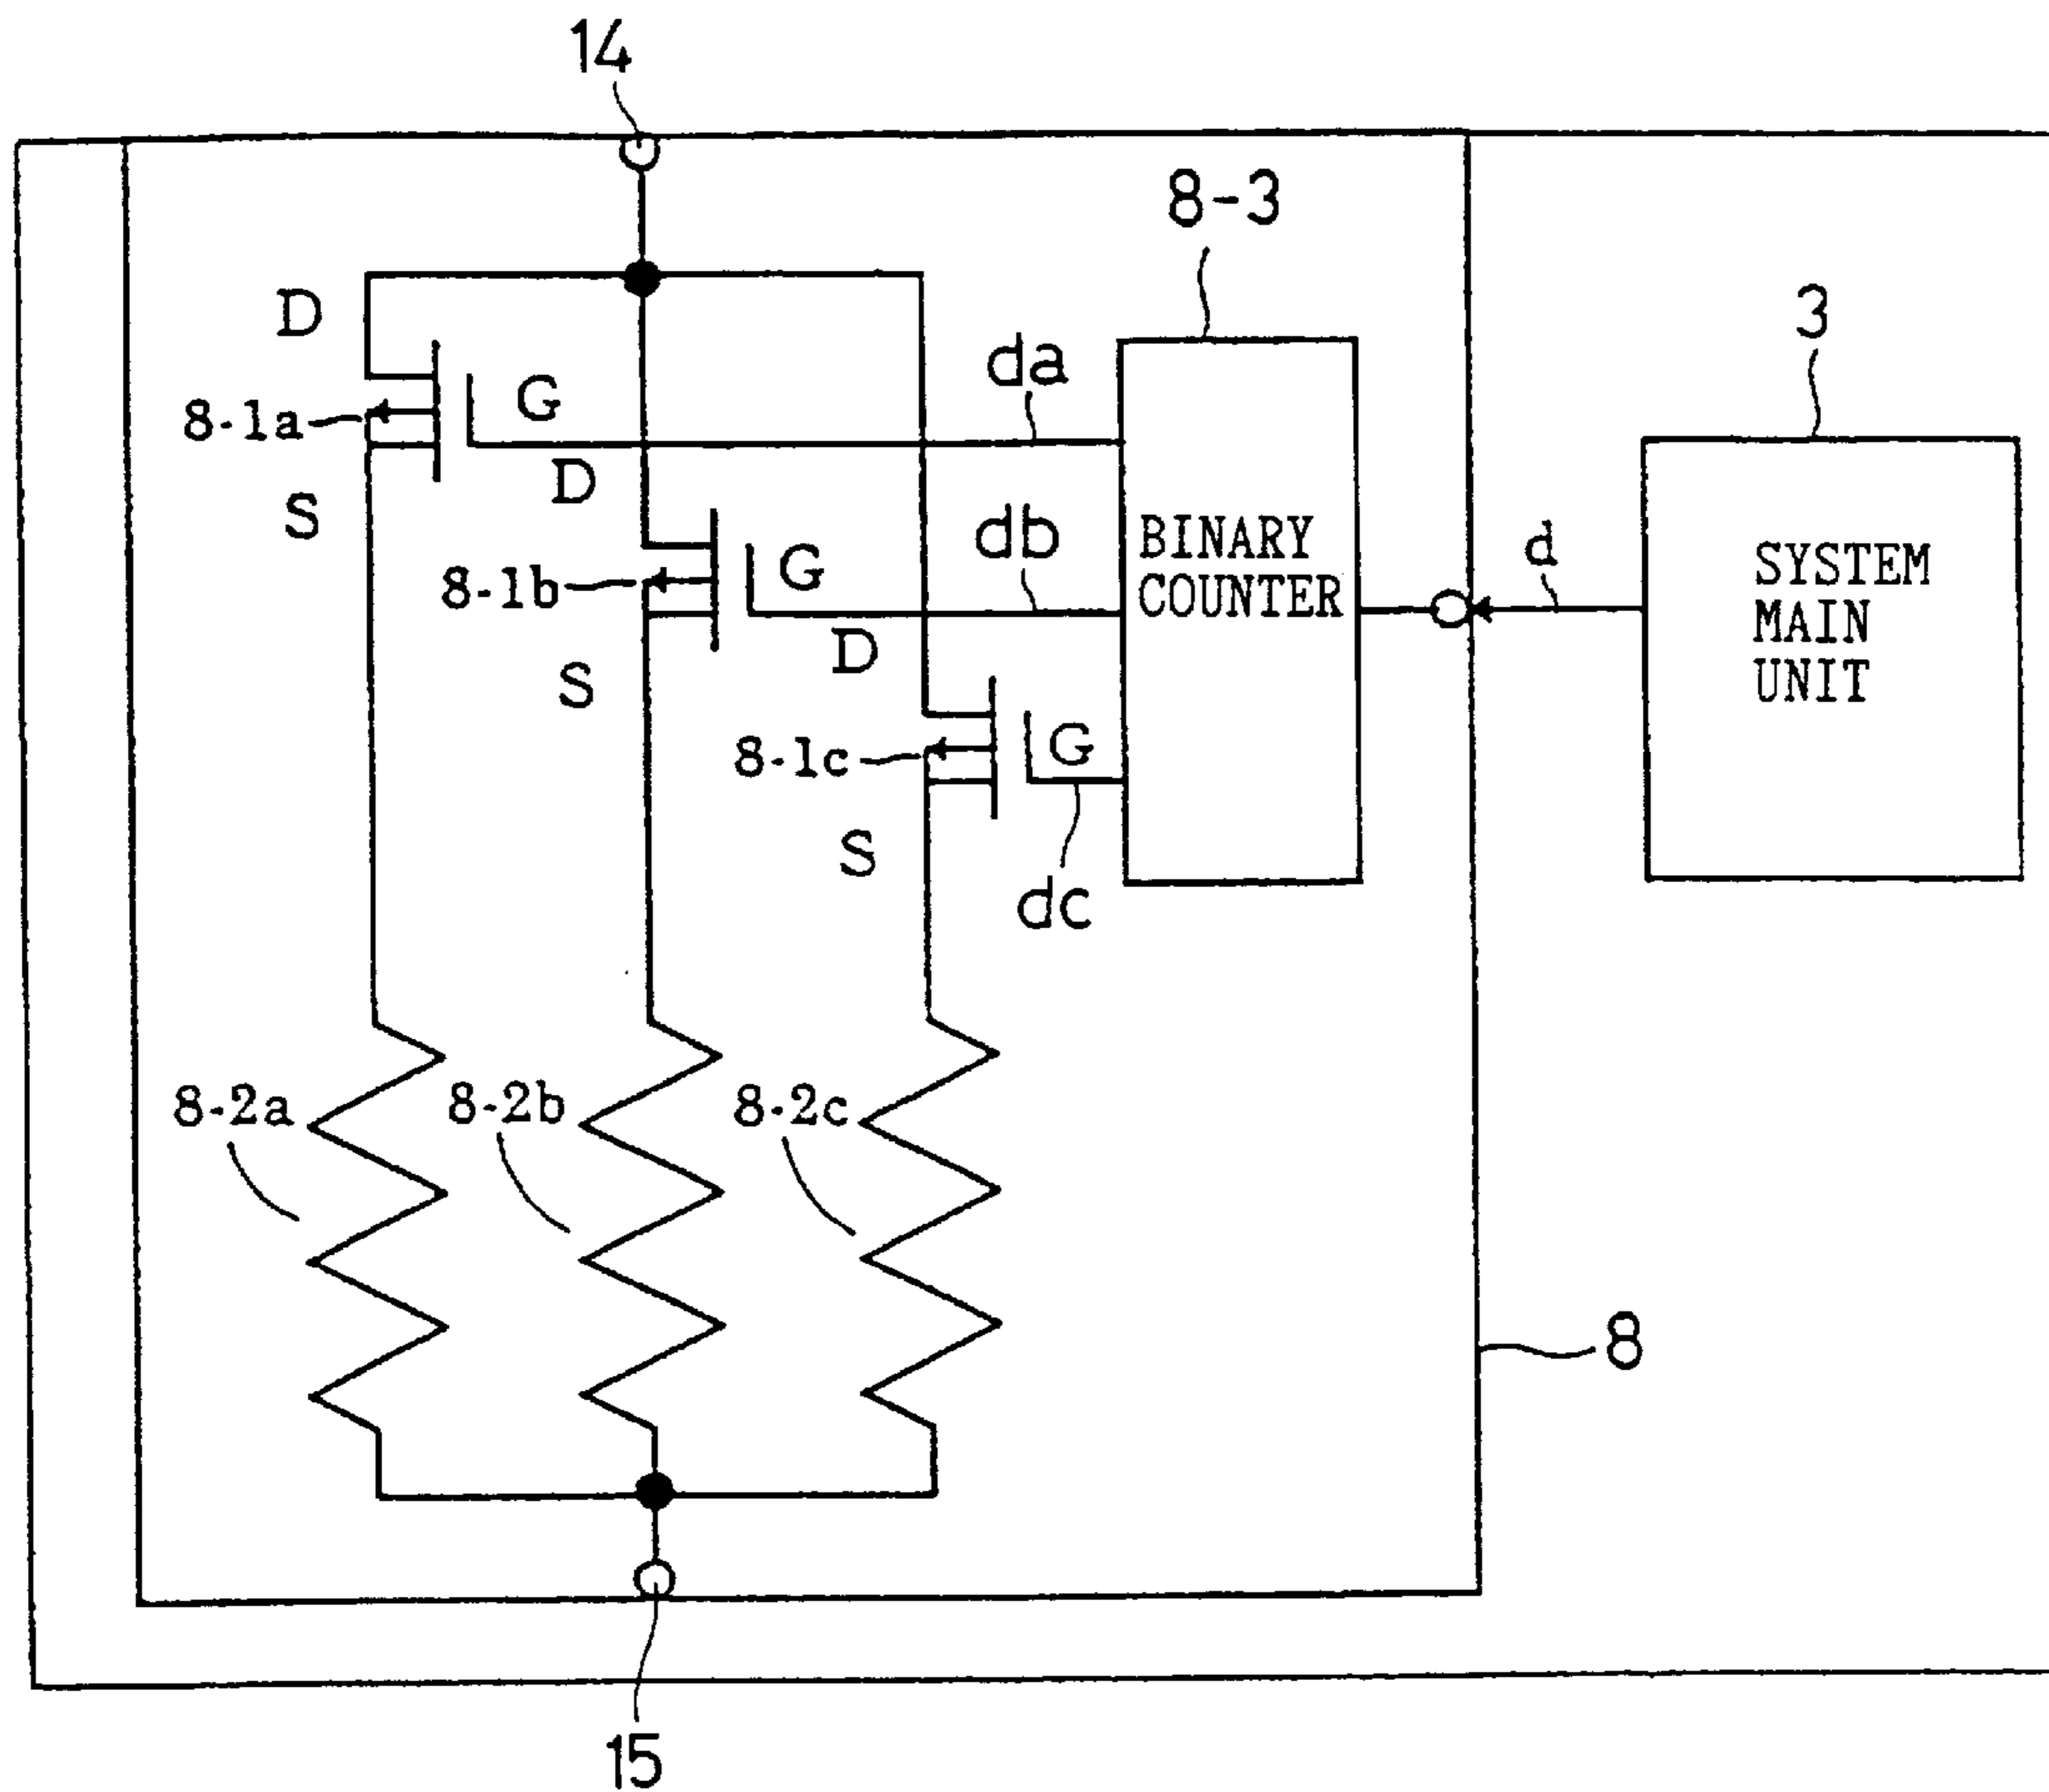 14
8-3
3
D
da
8-1a
G
D
S
db
BINARY
COUNTER
d
SYSTEM
MAIN
UNIT
8-1b
G
D
S
8-1c
G
S
dc
8-2a
8-2b
8-2c
8
15